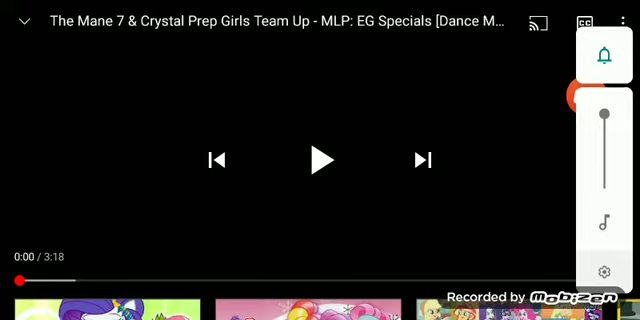 The Mane 7 & Crystal Prep Girls Team Up - MLP: EG Specials [Dance M...
CC
0:00 / 3:18
Recorded by Mobizen